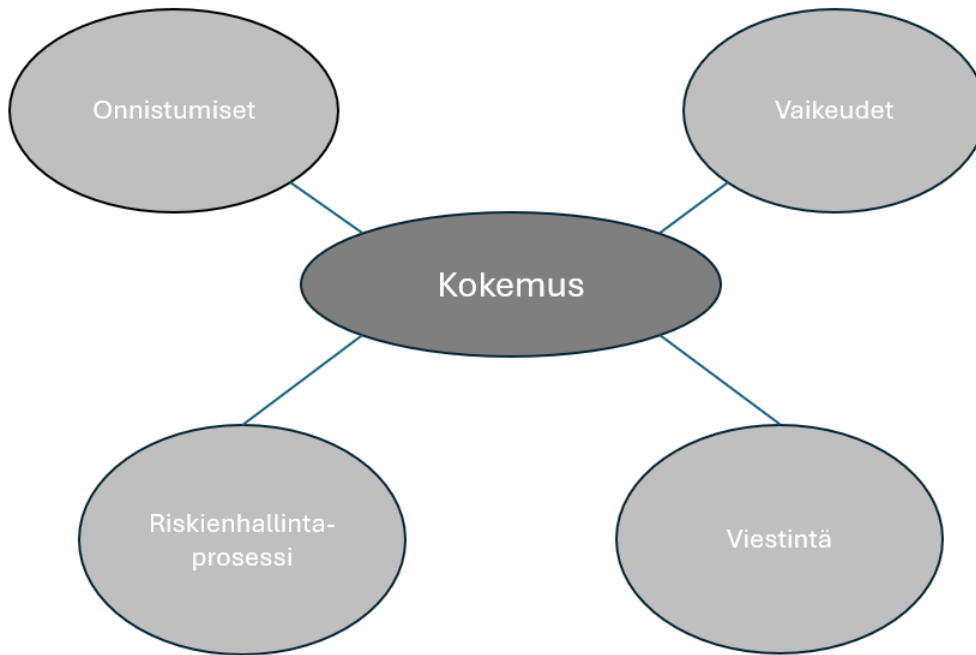 Onnistumiset
Vaikeudet
Kokemus
Riskienhallinta-
prosessi
Viestintä